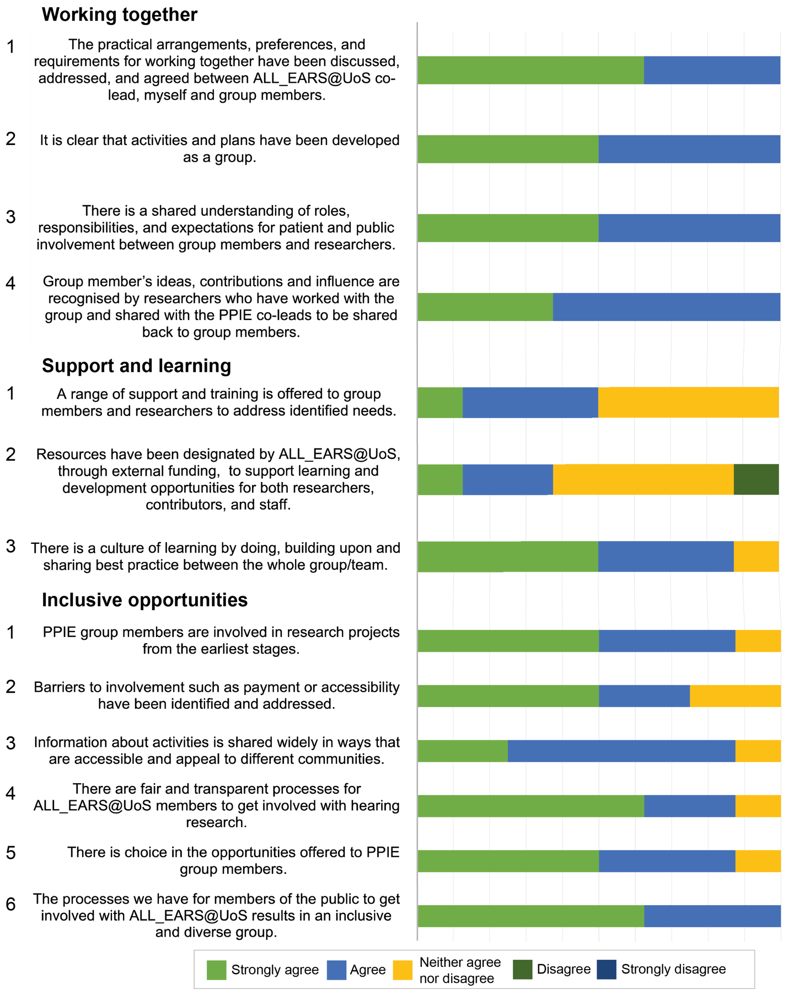 Working together
1
The practical arrangements, preferences, and
requirements for working together have been discussed,
addressed, and agreed between ALL_EARS@UoS co-
lead, myself and group members.
2
It is clear that activities and plans have been developed
as a group.
3
There is a shared understanding of roles,
responsibilities, and expectations for patient and public
involvement between group members and researchers.
4
Group member’s ideas, contributions and influence are
recognised by researchers who have worked with the
group and shared with the PPIE co-leads to be shared
back to group members.
Support and learning
1
A range of support and training is offered to group
members and researchers to address identified needs.
2
Resources have been designated by ALL_EARS@UoS,
through external funding, to support learning and
development opportunities for both researchers,
contributors, and staff.
3
There is a culture of learning by doing, building upon and
sharing best practice between the whole group/team.
Inclusive opportunities
1
PPIE group members are involved in research projects
from the earliest stages.
2
Barriers to involvement such as payment or accessibility
have been identified and addressed.
3
Information about activities is shared widely in ways that
are accessible and appeal to different communities.
4
There are fair and transparent processes for
ALL_EARS@UoS members to get involved with hearing
research.
5
There is choice in the opportunities offered to PPIE
group members.
6
The processes we have for members of the public to get
involved with ALL_EARS@UoS results in an inclusive
and diverse group.
Strongly agree
Agree
Neither agree
nor disagree
Disagree
Strongly disagree